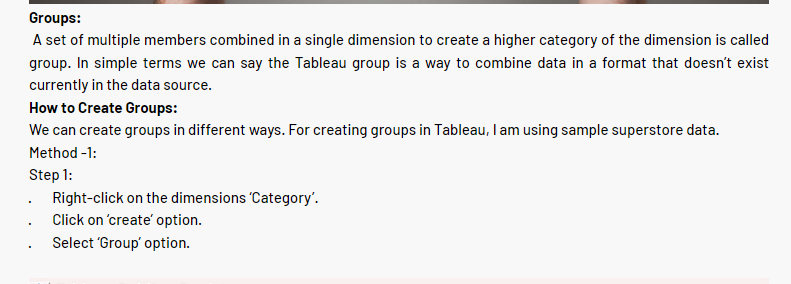 Groups:
A set of multiple members combined in a single dimension to create a higher category of the dimension is called
group. In simple terms we can say the Tableau group is a way to combine data in a format that doesn’t exist
currently in the data source.
How to Create Groups:
We can create groups in different ways. For creating groups in Tableau, I am using sample superstore data.
Method -1:
Step 1:
. Right-click on the dimensions ‘Category’.
. Click on ‘create’ option.
. Select ‘Group’ option.